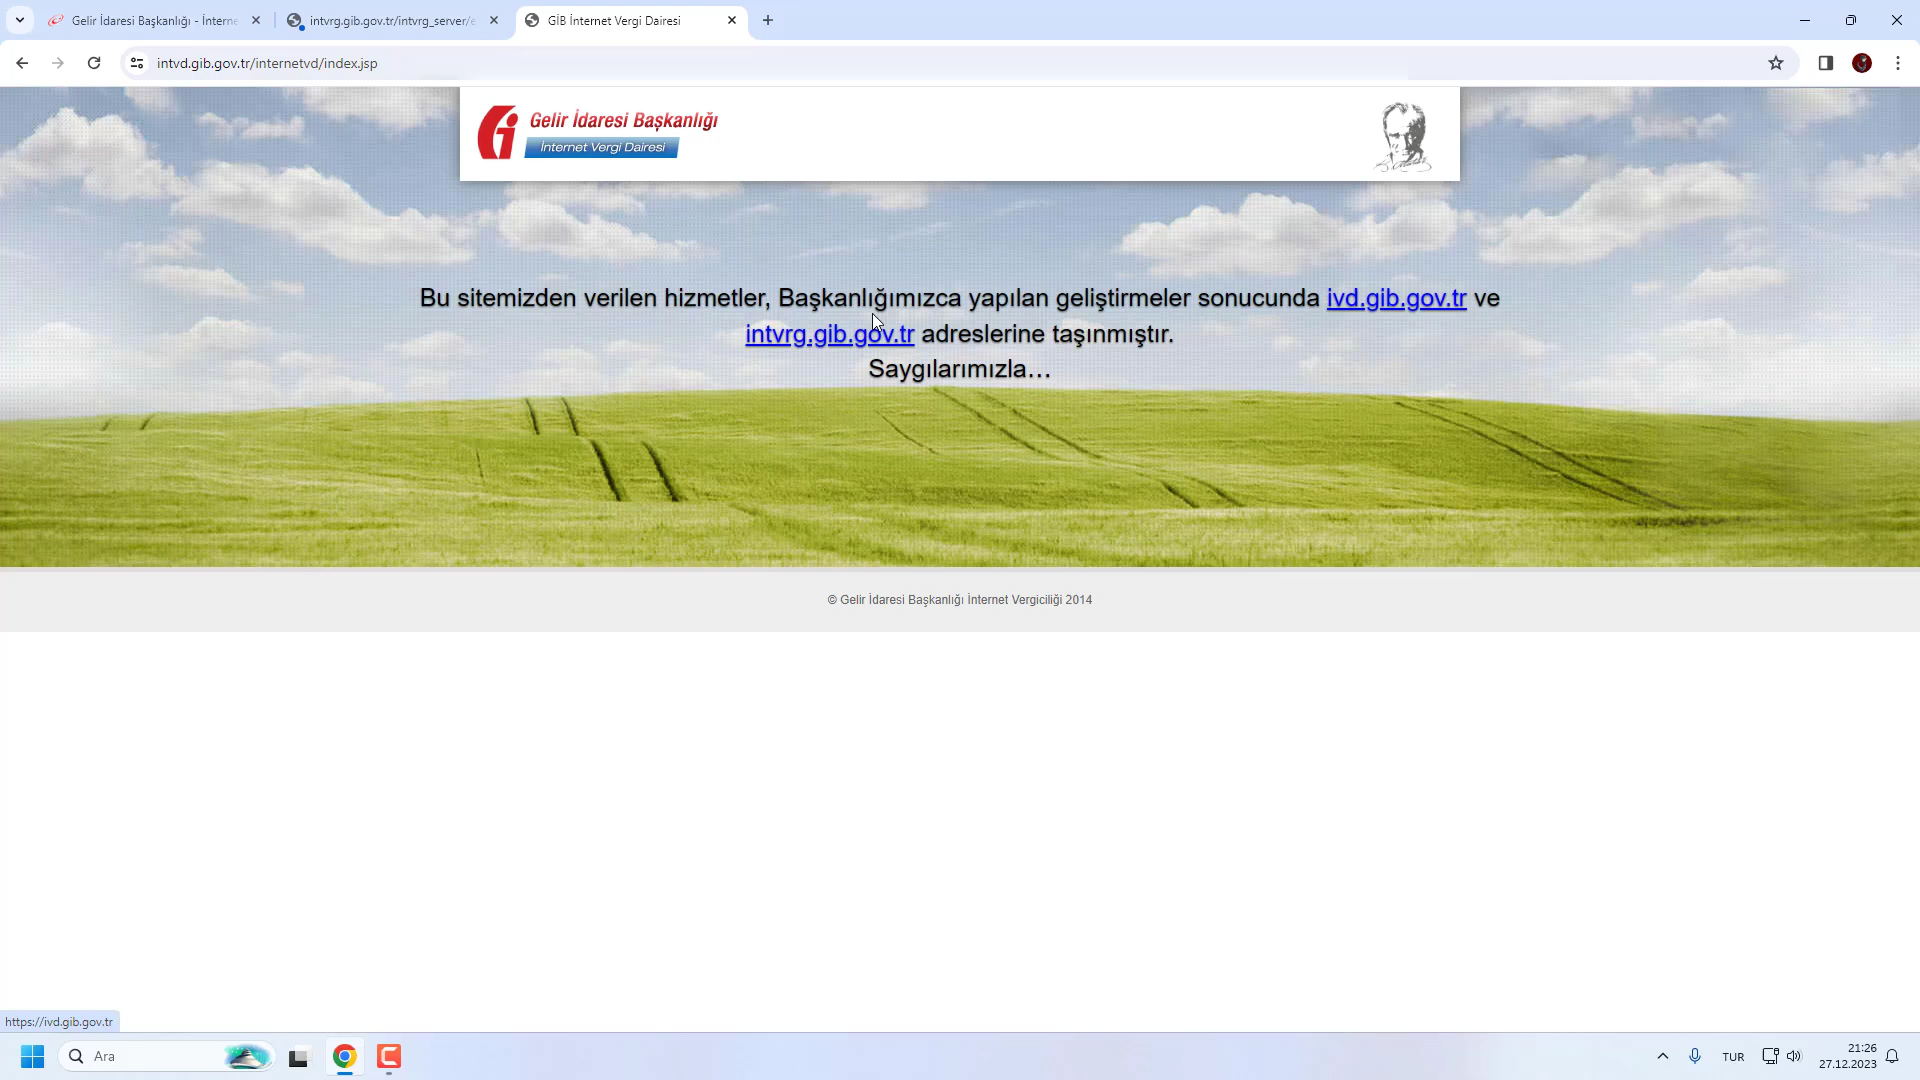 Gelir İdaresi Başkanlığı - İnterne
intvrg.gib.gov.tr/intvrg_server/e
GİB İnternet Vergi Dairesi
intvd.gib.gov.tr/internetvd/index.jsp
Gelir İdaresi Başkanlığı
İnternet Vergi Dairesi
Bu sitemizden verilen hizmetler, Başkanlığımızca yapılan geliştirmeler sonucunda ivd.gib.gov.tr ve
intvrg.gib.gov.tr adreslerine taşınmıştır.
Saygılarımızla...
© Gelir İdaresi Başkanlığı İnternet Vergiciliği 2014
https://ivd.gib.gov.tr
Ara
TUR
21:26
27.12.2023